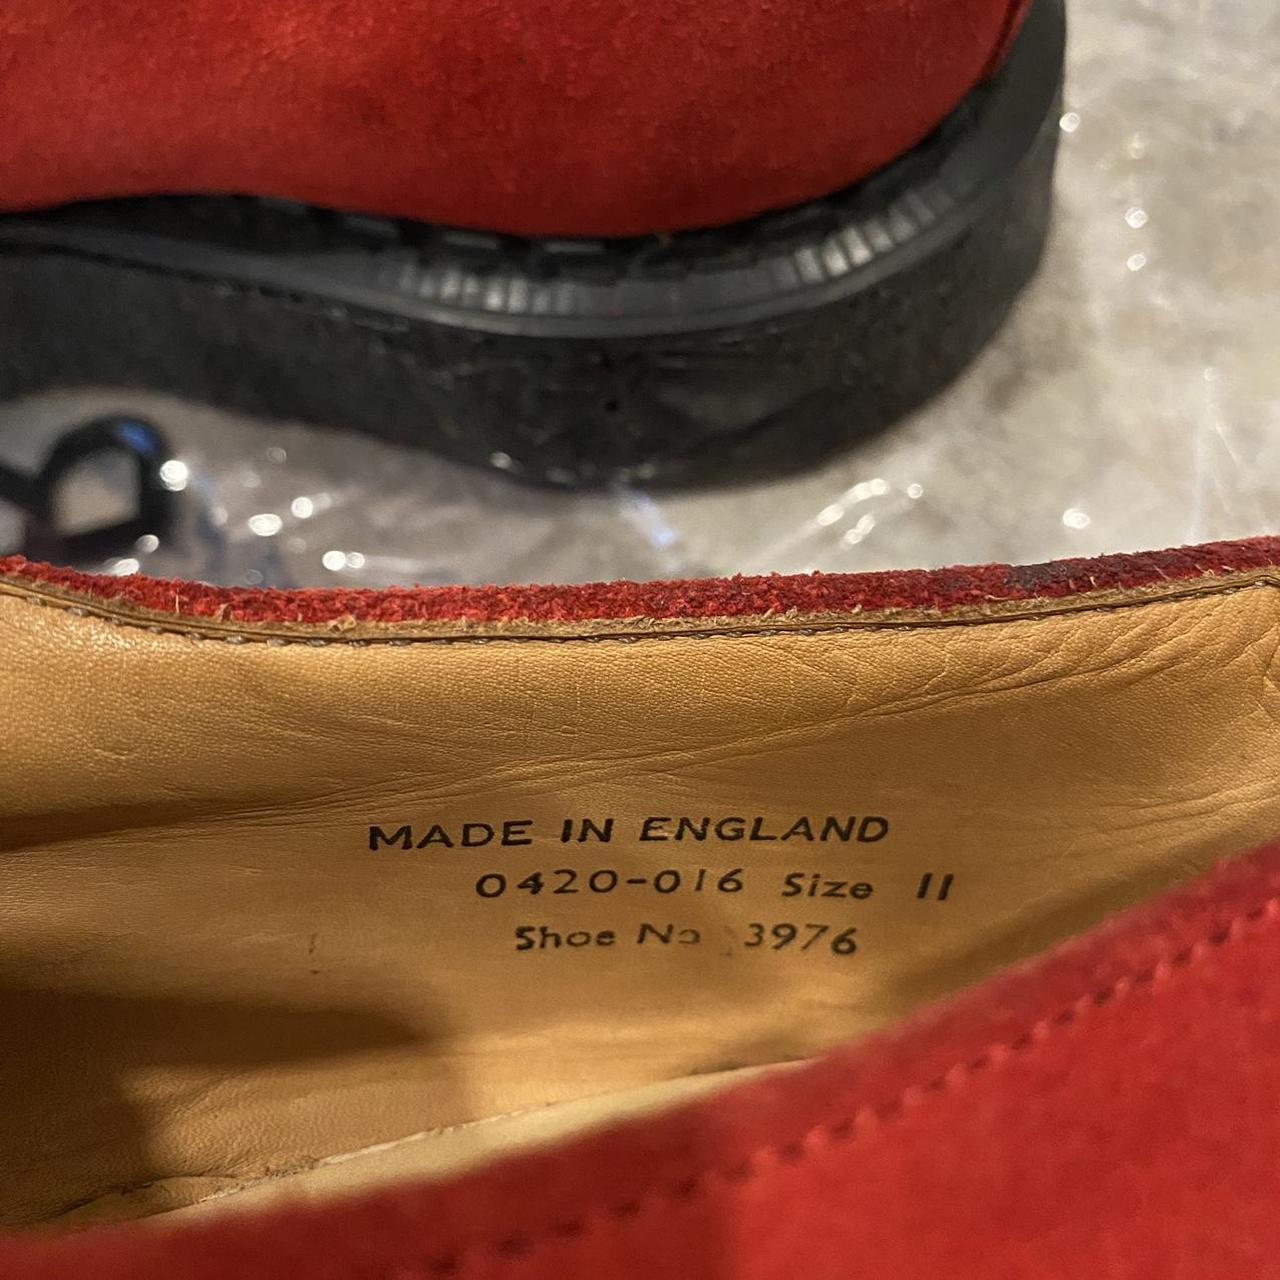 MADE IN ENGLAND
0420-016 Size 11
Shoe No 3976